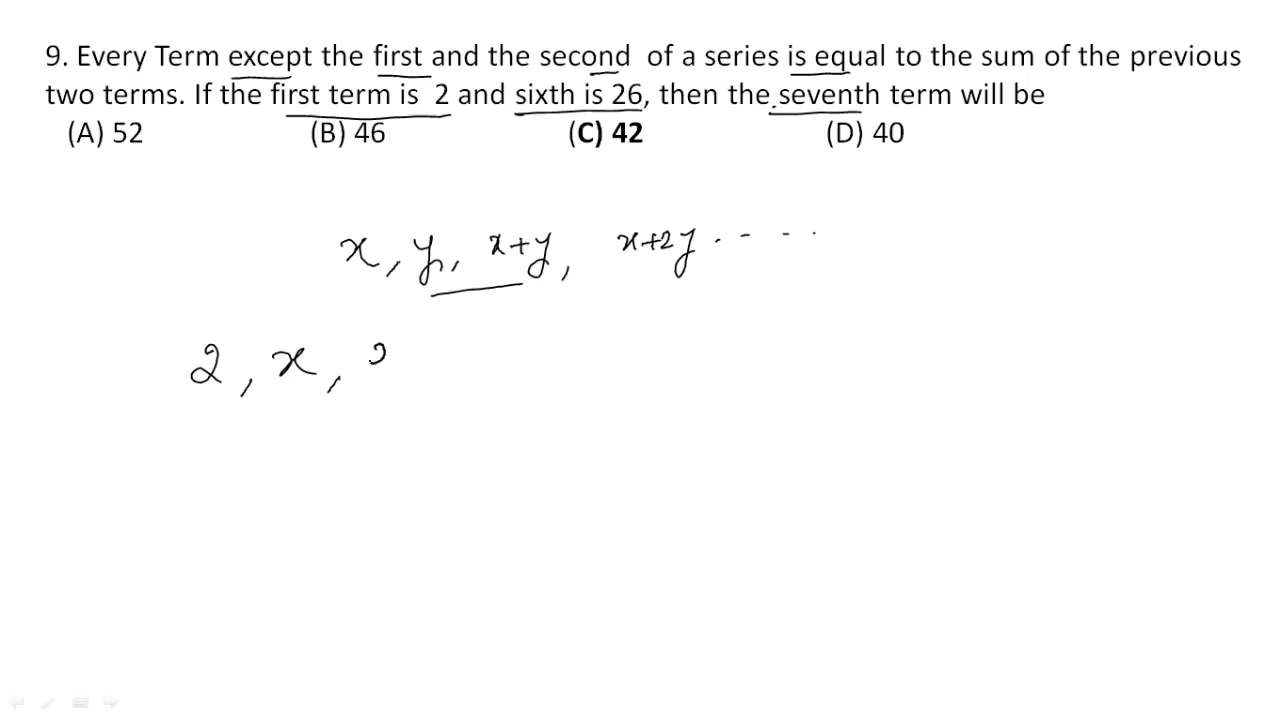 9. Every Term except the first and the second of a series is equal to the sum of the previous
two terms. If the first term is 2 and sixth is 26, then the seventh term will be
(A) 52 (B) 46 (C) 42 (D) 40
x, y, x+y, x+2y.....
2, x,